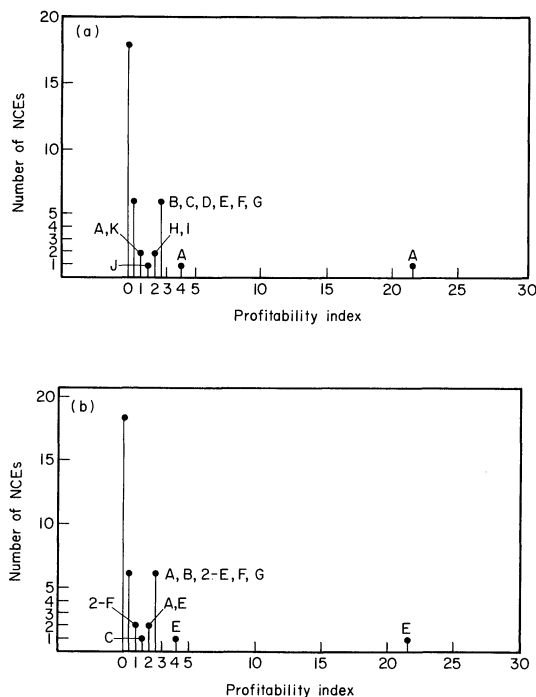 20
(a)
15
10
5
4
3
2
1
Number of NCEs
B, C, D, E, F, G
A,K
H,I
J
A
A
0 1 2 3 4 5 10 15 20 25 30
Profitability index
20
(b)
15
10
5
4
3
2
1
Number of NCEs
A, B, 2-E, F, G
2-F
A,E
C
E
E
0 1 2 3 4 5 10 15 20 25 30
Profitability index